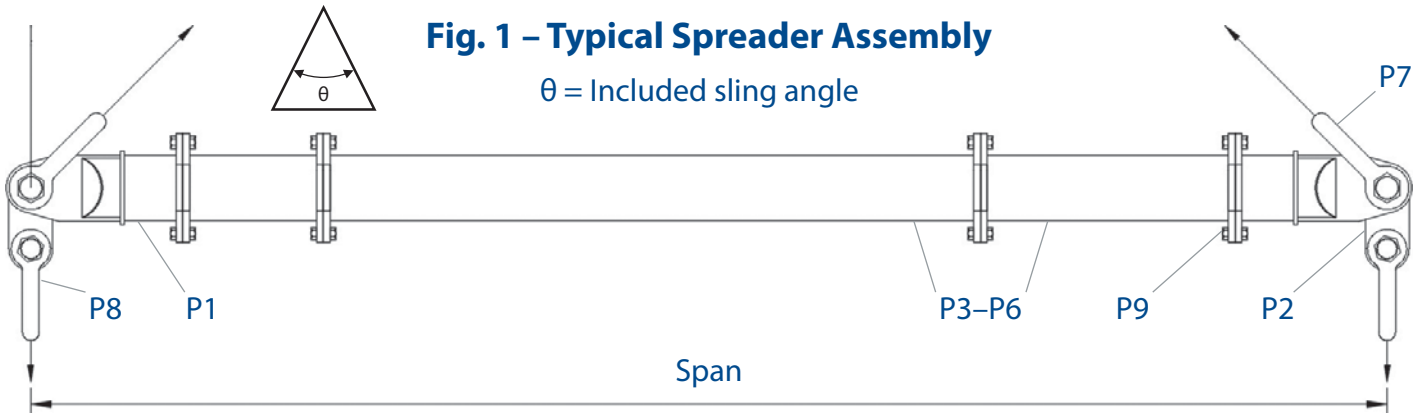 Fig. 1 – Typical Spreader Assembly
θ
θ = Included sling angle
P7
P8
P1
P3–P6
P9
P2
Span